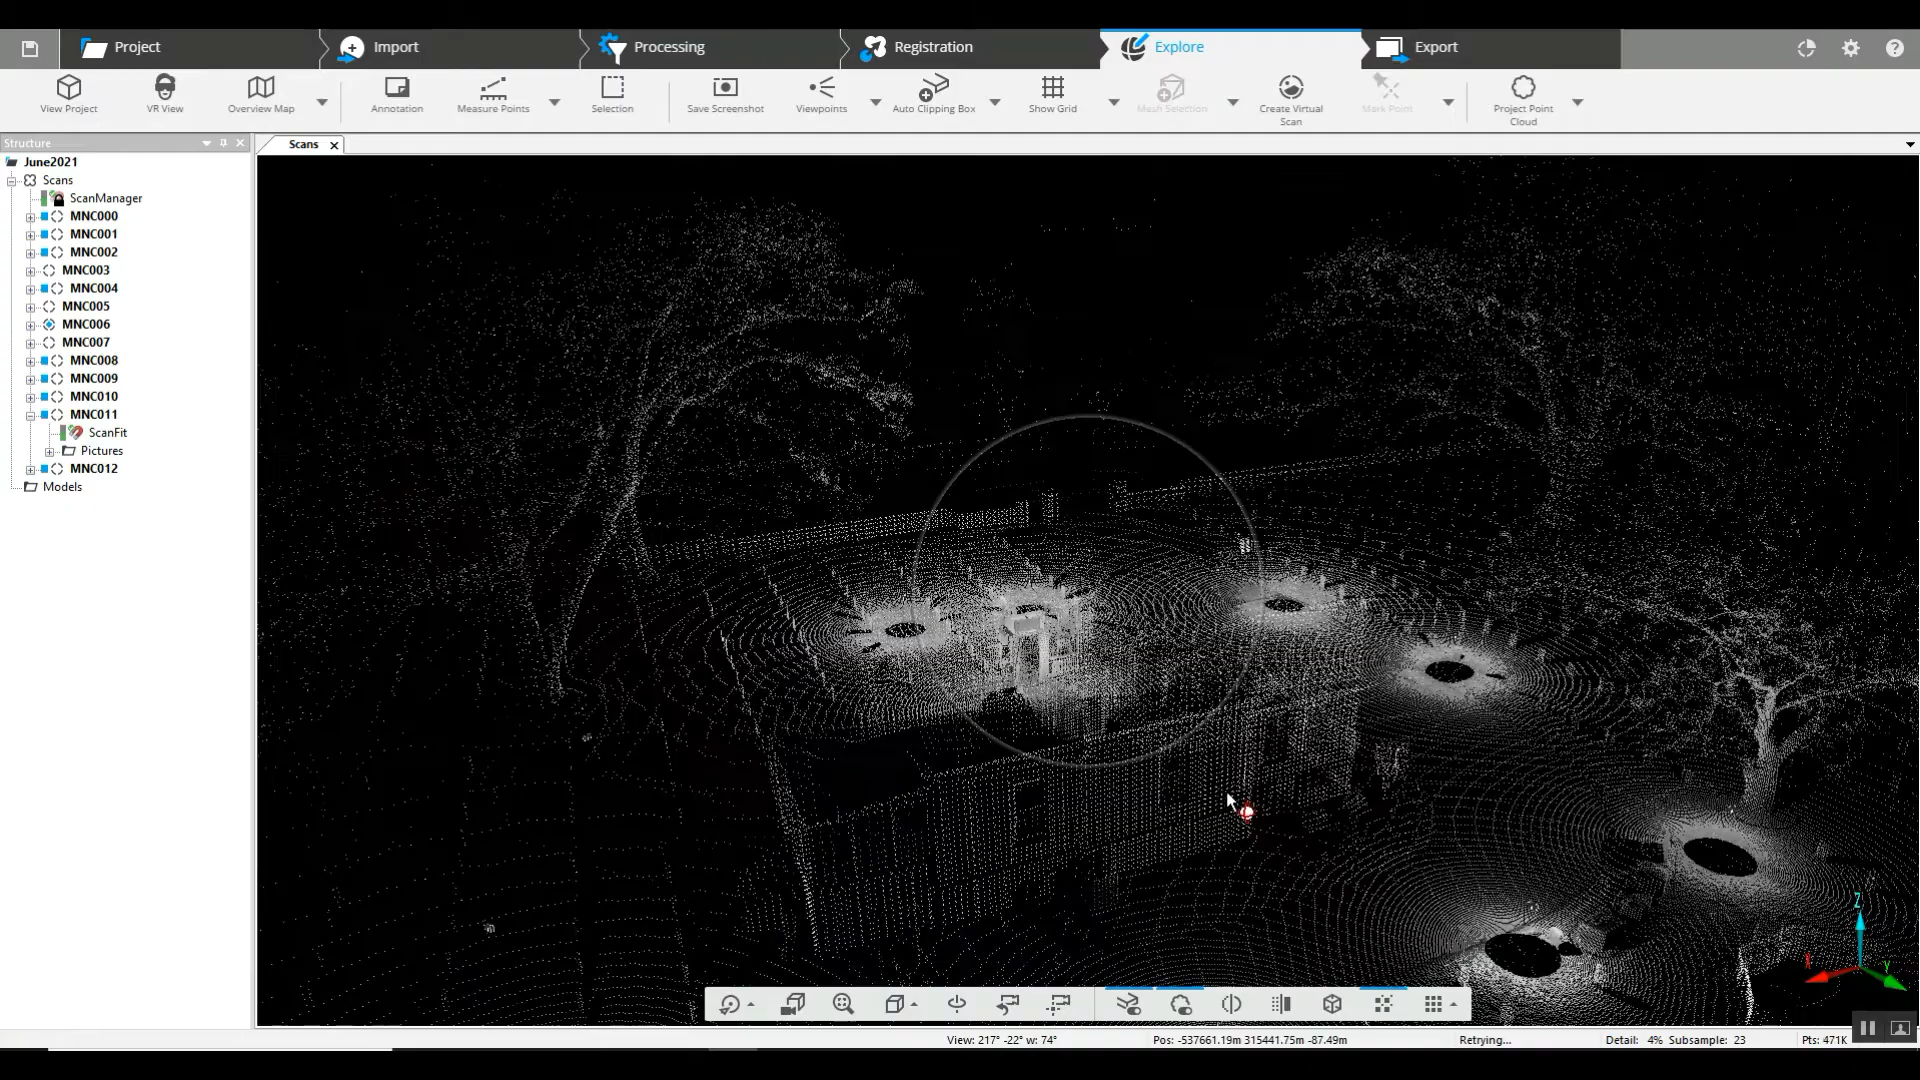 Project
Import
Processing
Registration
Explore
Export
View Project
VR View
Overview Map
Annotation
Measure Points
Selection
Save Screenshot
Viewpoints
Auto Clipping Box
Show Grid
Mesh Selection
Create Virtual
Scan
Mark Point
Project Point
Cloud
Structure
Scans
June2021
Scans
ScanManager
MNC000
MNC001
MNC002
MNC003
MNC004
MNC005
MNC006
MNC007
MNC008
MNC009
MNC010
MNC011
ScanFit
Pictures
MNC012
Models
Z
X
Y
View: 217° -22° w: 74°
Pos: -537661.19m 315441.75m -87.49m
Retrying...
Detail: 4% Subsample: 23
Pts: 471K